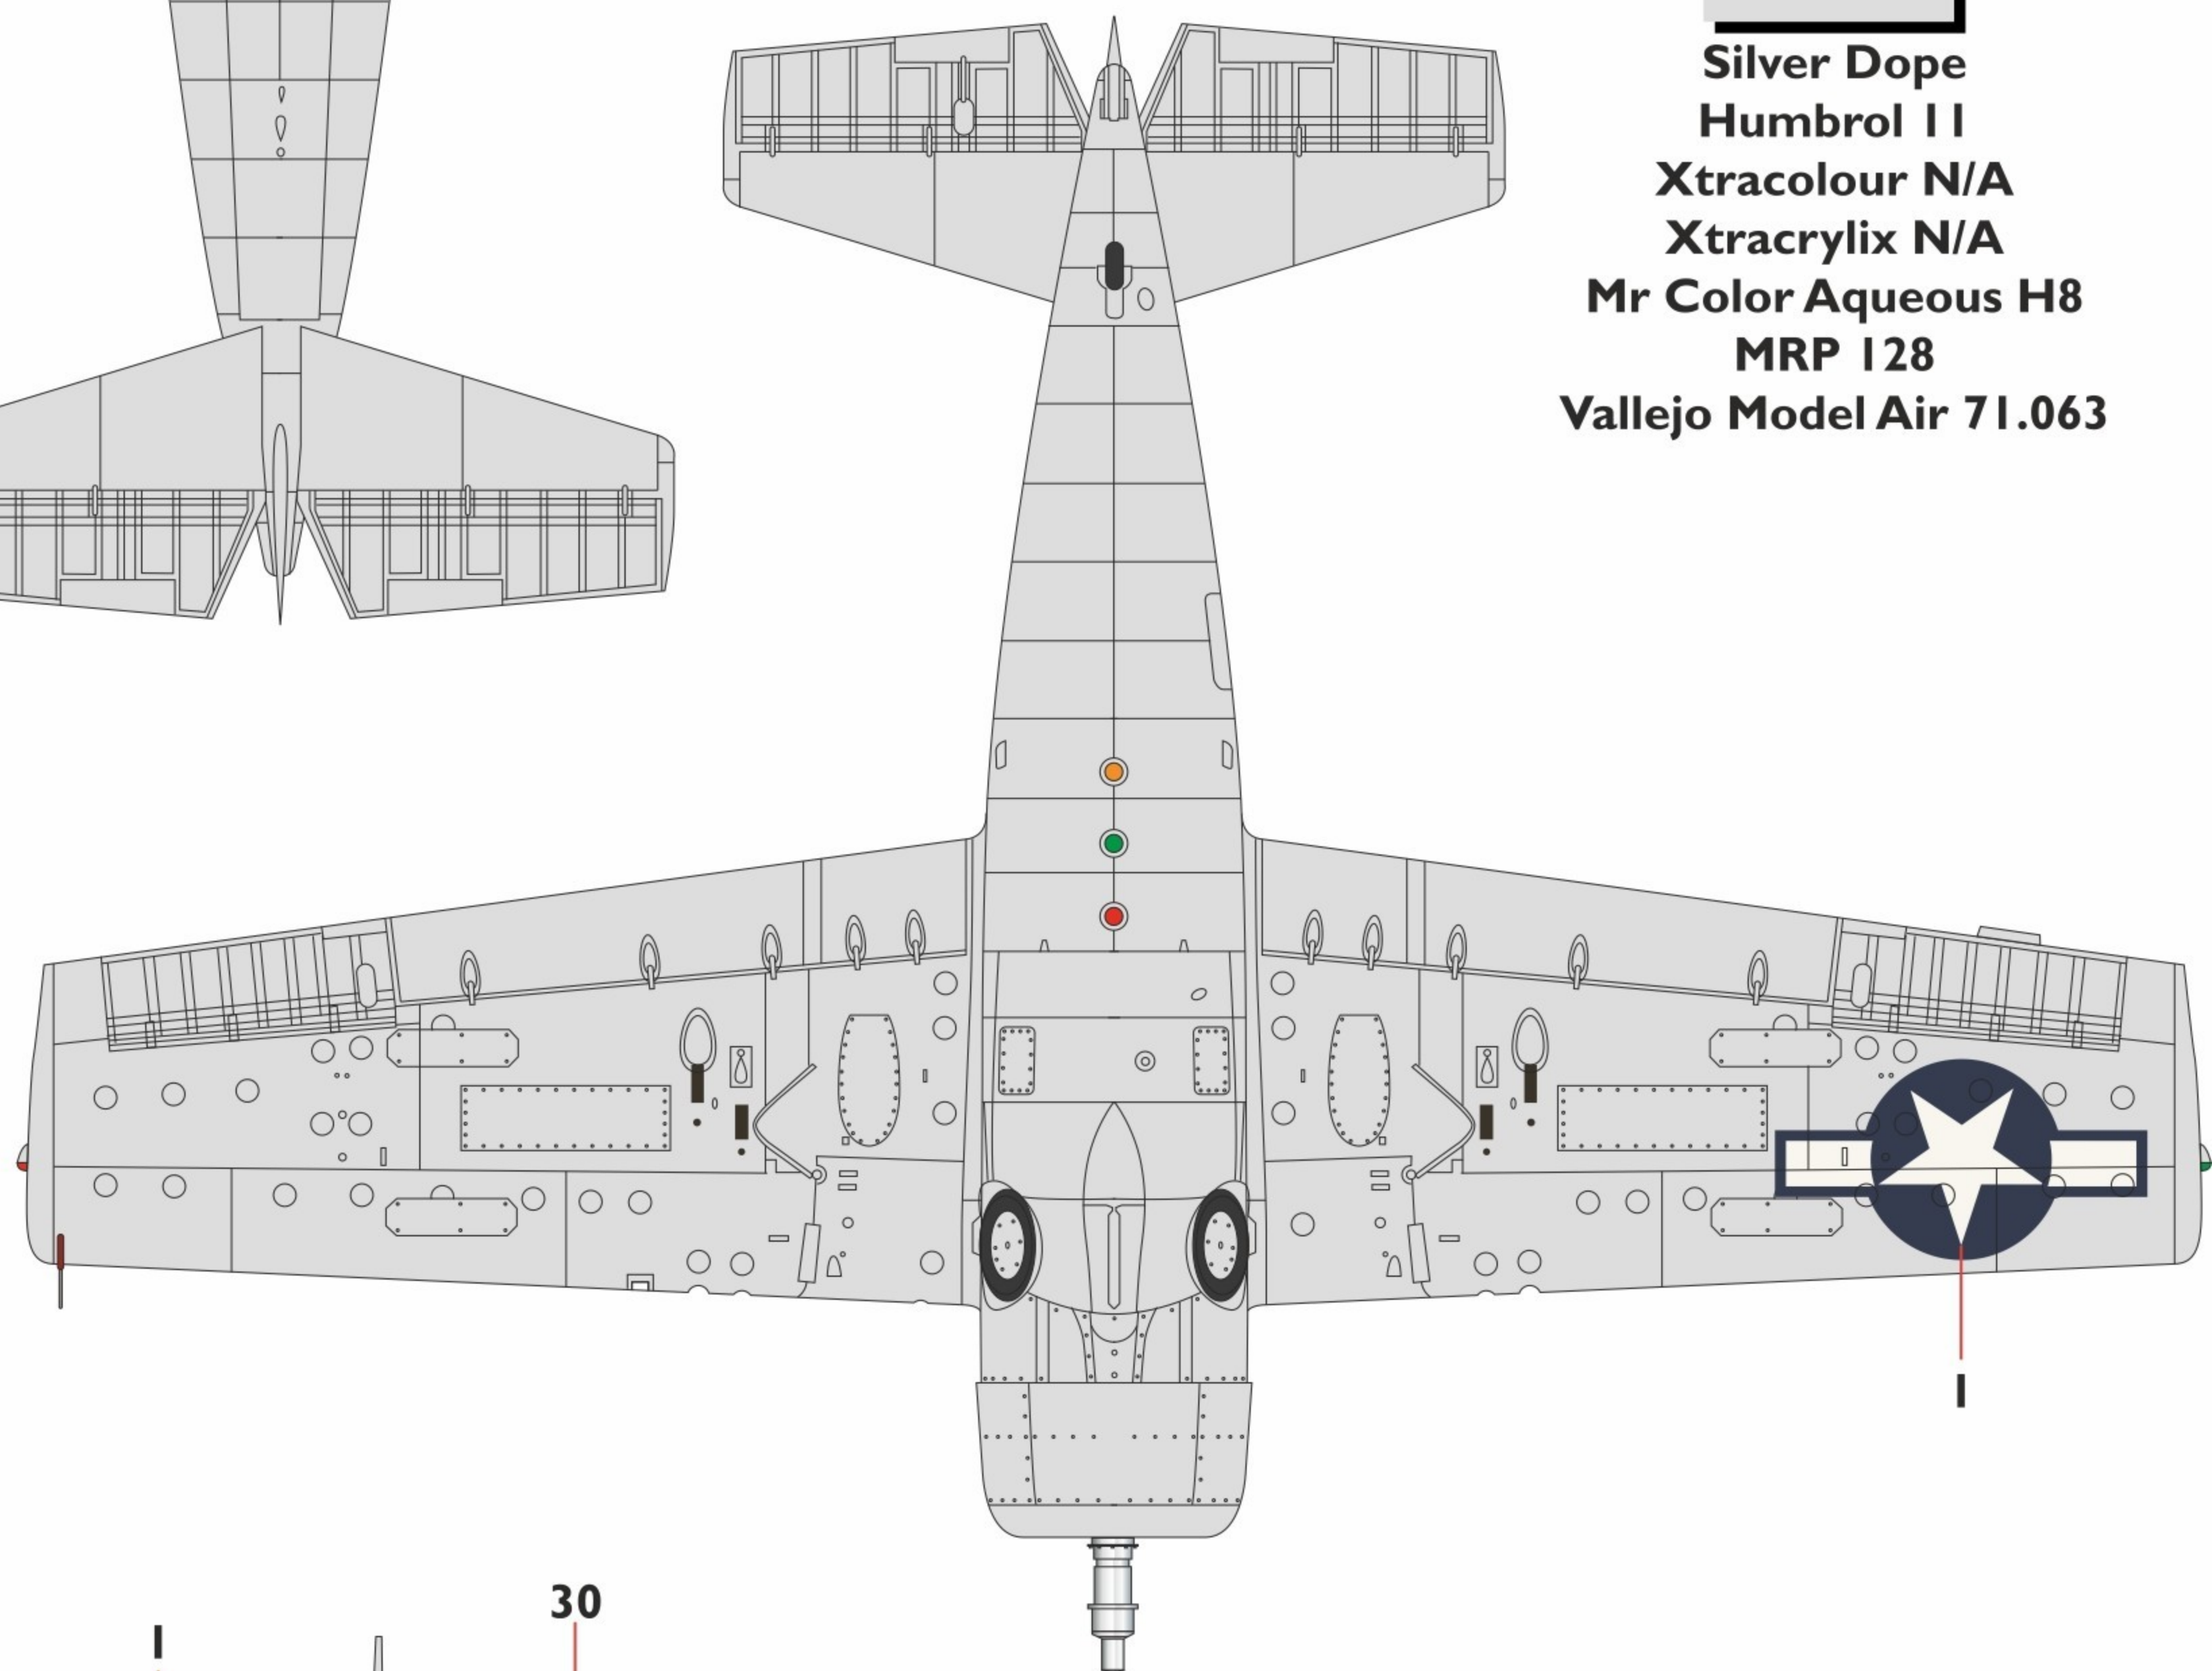 Silver Dope
Humbrol 11
Xtracolour N/A
Xtracrylix N/A
Mr Color Aqueous H8
MRP 128
Vallejo Model Air 71.063
1
30
1